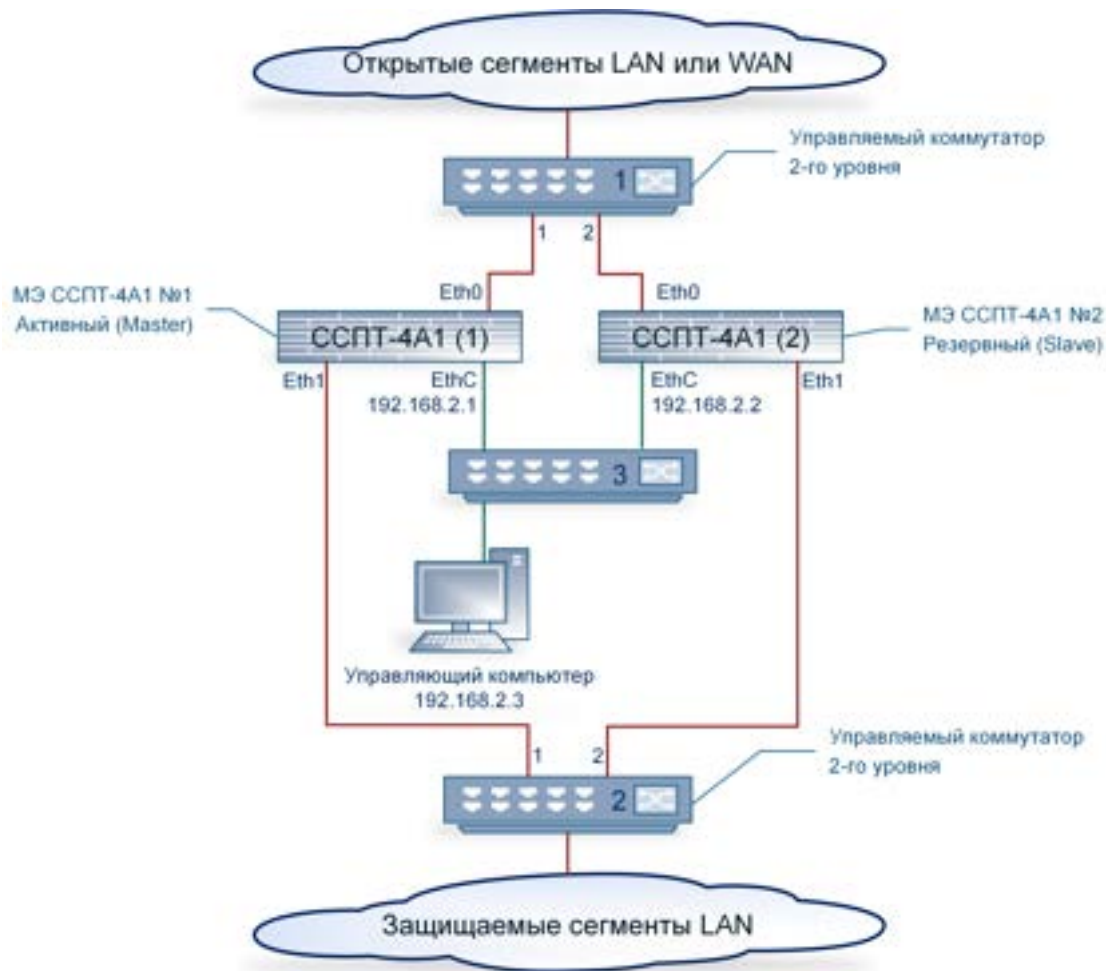 Открытые сегменты LAN или WAN
Управляемый коммутатор
2-го уровня
1
1
2
МЭ ССПТ-4А1 №1
Активный (Master)
Eth0
Eth0
МЭ ССПТ-4А1 №2
Резервный (Slave)
ССПТ-4А1 (1)
ССПТ-4А1 (2)
Eth1
EthC
192.168.2.1
EthC
192.168.2.2
Eth1
3
Управляющий компьютер
192.168.2.3
1
2
Управляемый коммутатор
2-го уровня
2
Защищаемые сегменты LAN